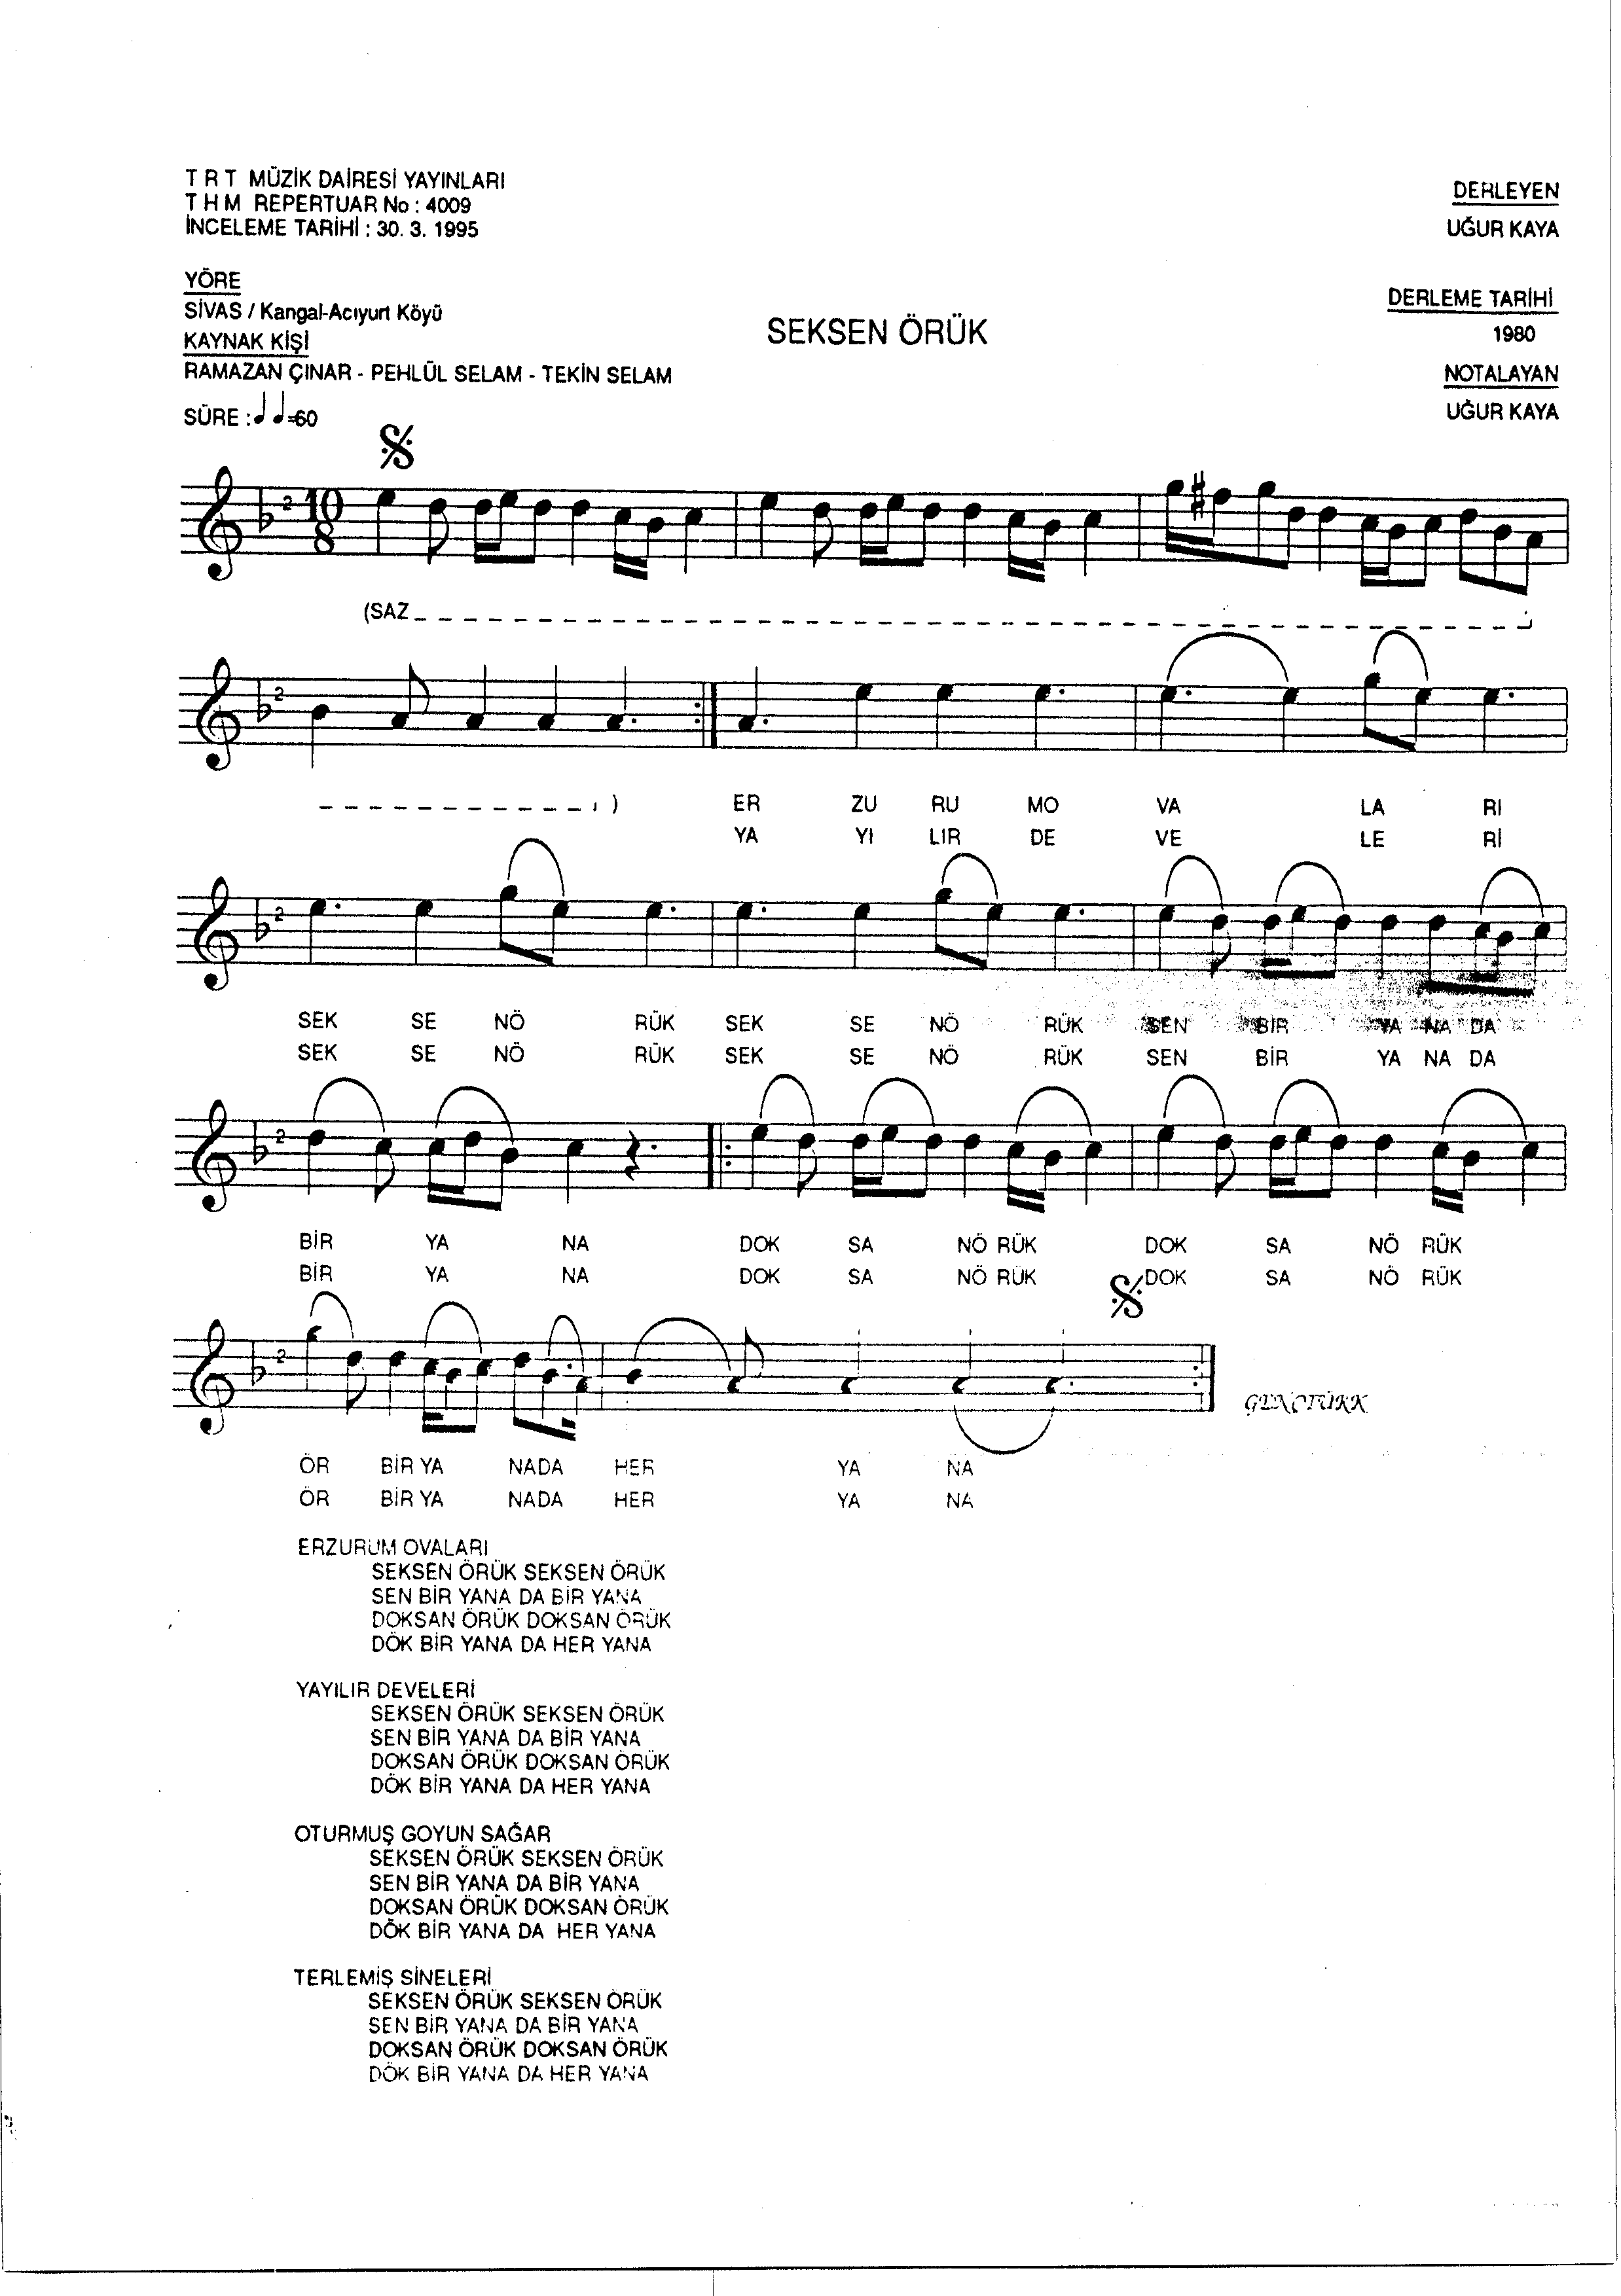 T R T MÜZİK DAİRESİ YAYINLARI
T H M REPERTUAR No : 4009
İNCELEME TARİHİ : 30. 3. 1995
DERLEYEN
UĞUR KAYA
YÖRE
SİVAS / Kangal-Acıyurt Köyü
KAYNAK KİŞİ
RAMAZAN ÇINAR - PEHLÜL SELAM - TEKİN SELAM
SÜRE : =60
SEKSEN ÖRÜK
DERLEME TARİHİ
1980
NOTALAYAN
UĞUR KAYA
2 10 8
(SAZ
2
)
ER ZU RU MO VA LA RI
YA YI LIR DE VE LE Rİ
2
SEK SE NÖ RÜK SEK SE NÖ RÜK SEN BİR YA NA DA
SEK SE NÖ RÜK SEK SE NÖ RÜK SEN BİR YA NA DA
2
BİR YA NA DOK SA NÖ RÜK DOK SA NÖ RÜK
BİR YA NA DOK SA NÖ RÜK DOK SA NÖ RÜK
2
GENÇTÜRK
ÖR BİR YA NADA HER YA NA
ÖR BİR YA NADA HER YA NA
ERZURUM OVALARI
SEKSEN ÖRÜK SEKSEN ÖRÜK
SEN BİR YANA DA BİR YANA
DOKSAN ÖRÜK DOKSAN ÖRÜK
DÖK BİR YANA DA HER YANA
YAYILIR DEVELERİ
SEKSEN ÖRÜK SEKSEN ÖRÜK
SEN BİR YANA DA BİR YANA
DOKSAN ÖRÜK DOKSAN ÖRÜK
DÖK BİR YANA DA HER YANA
OTURMUŞ GOYUN SAĞAR
SEKSEN ÖRÜK SEKSEN ÖRÜK
SEN BİR YANA DA BİR YANA
DOKSAN ÖRÜK DOKSAN ÖRÜK
DÖK BİR YANA DA HER YANA
TERLEMİŞ SİNELERİ
SEKSEN ÖRÜK SEKSEN ÖRÜK
SEN BİR YANA DA BİR YANA
DOKSAN ÖRÜK DOKSAN ÖRÜK
DÖK BİR YANA DA HER YANA